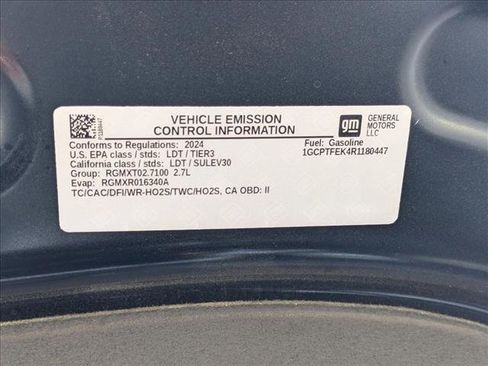 P1180447
VEHICLE EMISSION
CONTROL INFORMATION
gm
GENERAL
MOTORS
LLC
Conforms to Regulations: 2024
Fuel: Gasoline
U.S. EPA class / stds: LDT / TIER3
1GCPTFEK4R1180447
California class / stds: LDT / SULEV30
Group: RGMXT02.7100 2.7L
Evap: RGMXR016340A
TC/CAC/DFI/WR-HO2S/TWC/HO2S, CA OBD: II